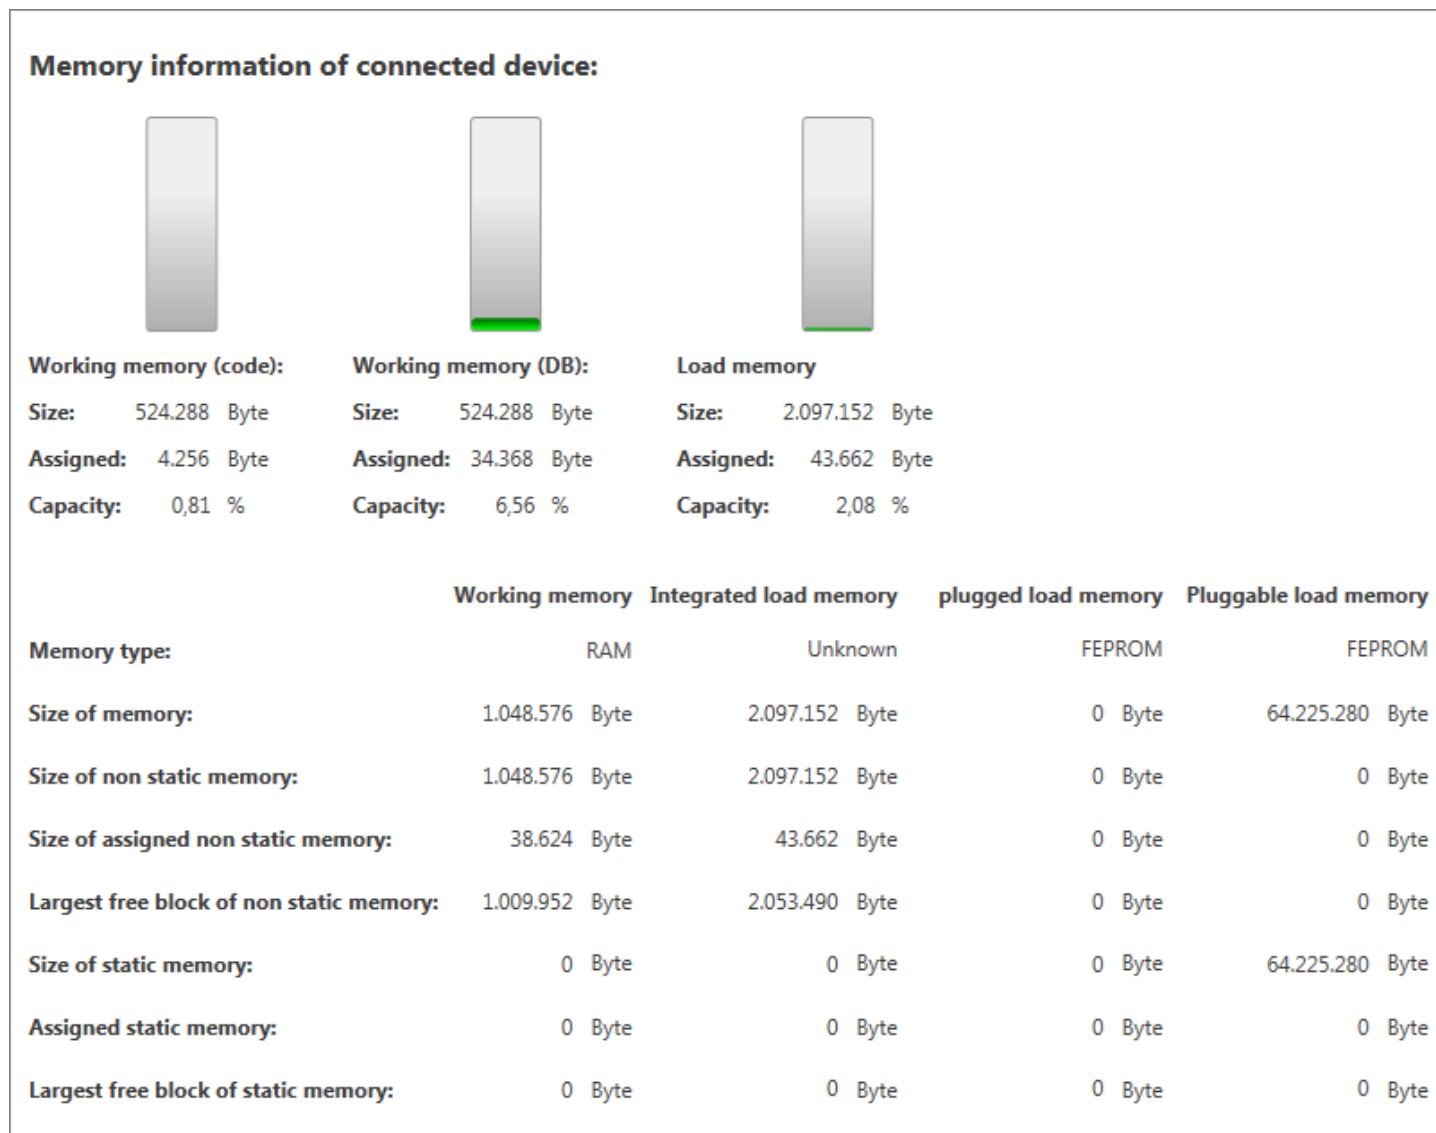 Memory information of connected device:
Working memory (code): Working memory (DB): Load memory
Size: 524.288 Byte Size: 524.288 Byte Size: 2.097.152 Byte
Assigned: 4.256 Byte Assigned: 34.368 Byte Assigned: 43.662 Byte
Capacity: 0,81 % Capacity: 6,56 % Capacity: 2,08 %
Working memory Integrated load memory plugged load memory Pluggable load memory
Memory type: RAM Unknown FEPROM FEPROM
Size of memory: 1.048.576 Byte 2.097.152 Byte 0 Byte 64.225.280 Byte
Size of non static memory: 1.048.576 Byte 2.097.152 Byte 0 Byte 0 Byte
Size of assigned non static memory: 38.624 Byte 43.662 Byte 0 Byte 0 Byte
Largest free block of non static memory: 1.009.952 Byte 2.053.490 Byte 0 Byte 0 Byte
Size of static memory: 0 Byte 0 Byte 0 Byte 64.225.280 Byte
Assigned static memory: 0 Byte 0 Byte 0 Byte 0 Byte
Largest free block of static memory: 0 Byte 0 Byte 0 Byte 0 Byte